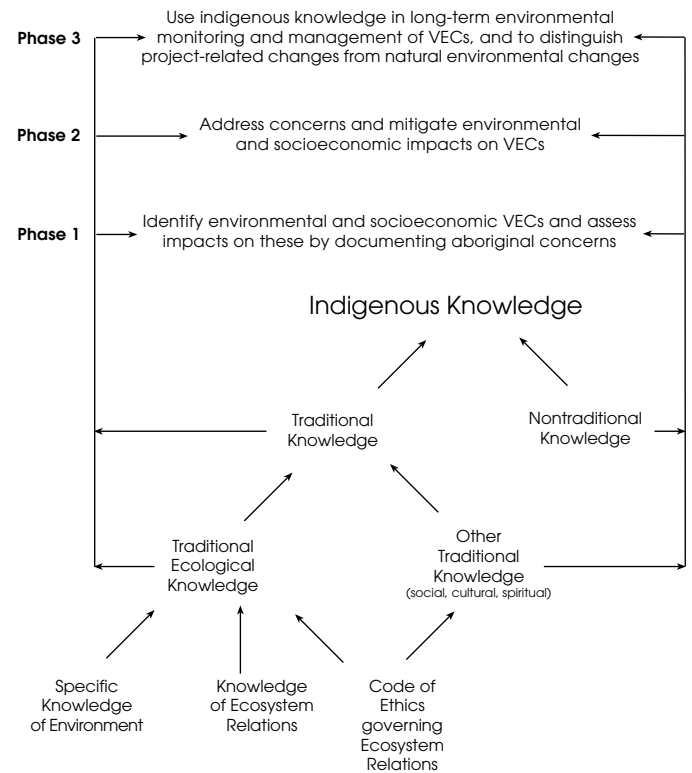 Phase 3
Use indigenous knowledge in long-term environmental
monitoring and management of VECs, and to distinguish
project-related changes from natural environmental changes
Phase 2
Address concerns and mitigate environmental
and socioeconomic impacts on VECs
Phase 1
Identify environmental and socioeconomic VECs and assess
impacts on these by documenting aboriginal concerns
Indigenous Knowledge
Traditional
Knowledge
Nontraditional
Knowledge
Traditional
Ecological
Knowledge
Other
Traditional
Knowledge
(social, cultural, spiritual)
Specific
Knowledge
of Environment
Knowledge
of Ecosystem
Relations
Code of
Ethics
governing
Ecosystem
Relations